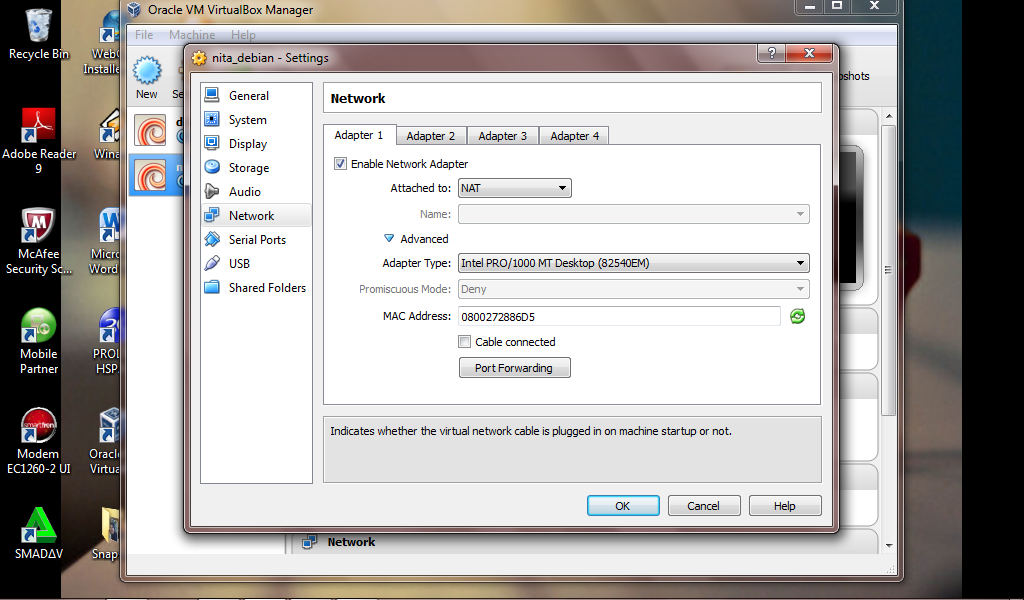 Oracle VM VirtualBox Manager
File Machine Help
New
nita_debian - Settings
General
System
Display
Storage
Audio
Network
Serial Ports
USB
Shared Folders
Network
Adapter 1 Adapter 2 Adapter 3 Adapter 4
Enable Network Adapter
Attached to: NAT
Name:
Advanced
Adapter Type: Intel PRO/1000 MT Desktop (82540EM)
Promiscuous Mode: Deny
MAC Address: 0800272886D5
Cable connected
Port Forwarding
Indicates whether the virtual network cable is plugged in on machine startup or not.
OK Cancel Help
Network
Recycle Bin
Adobe Reader
9
McAfee
Security Sc...
Mobile
Partner
Modem
EC1260-2 UI
SMADAV
Oracle